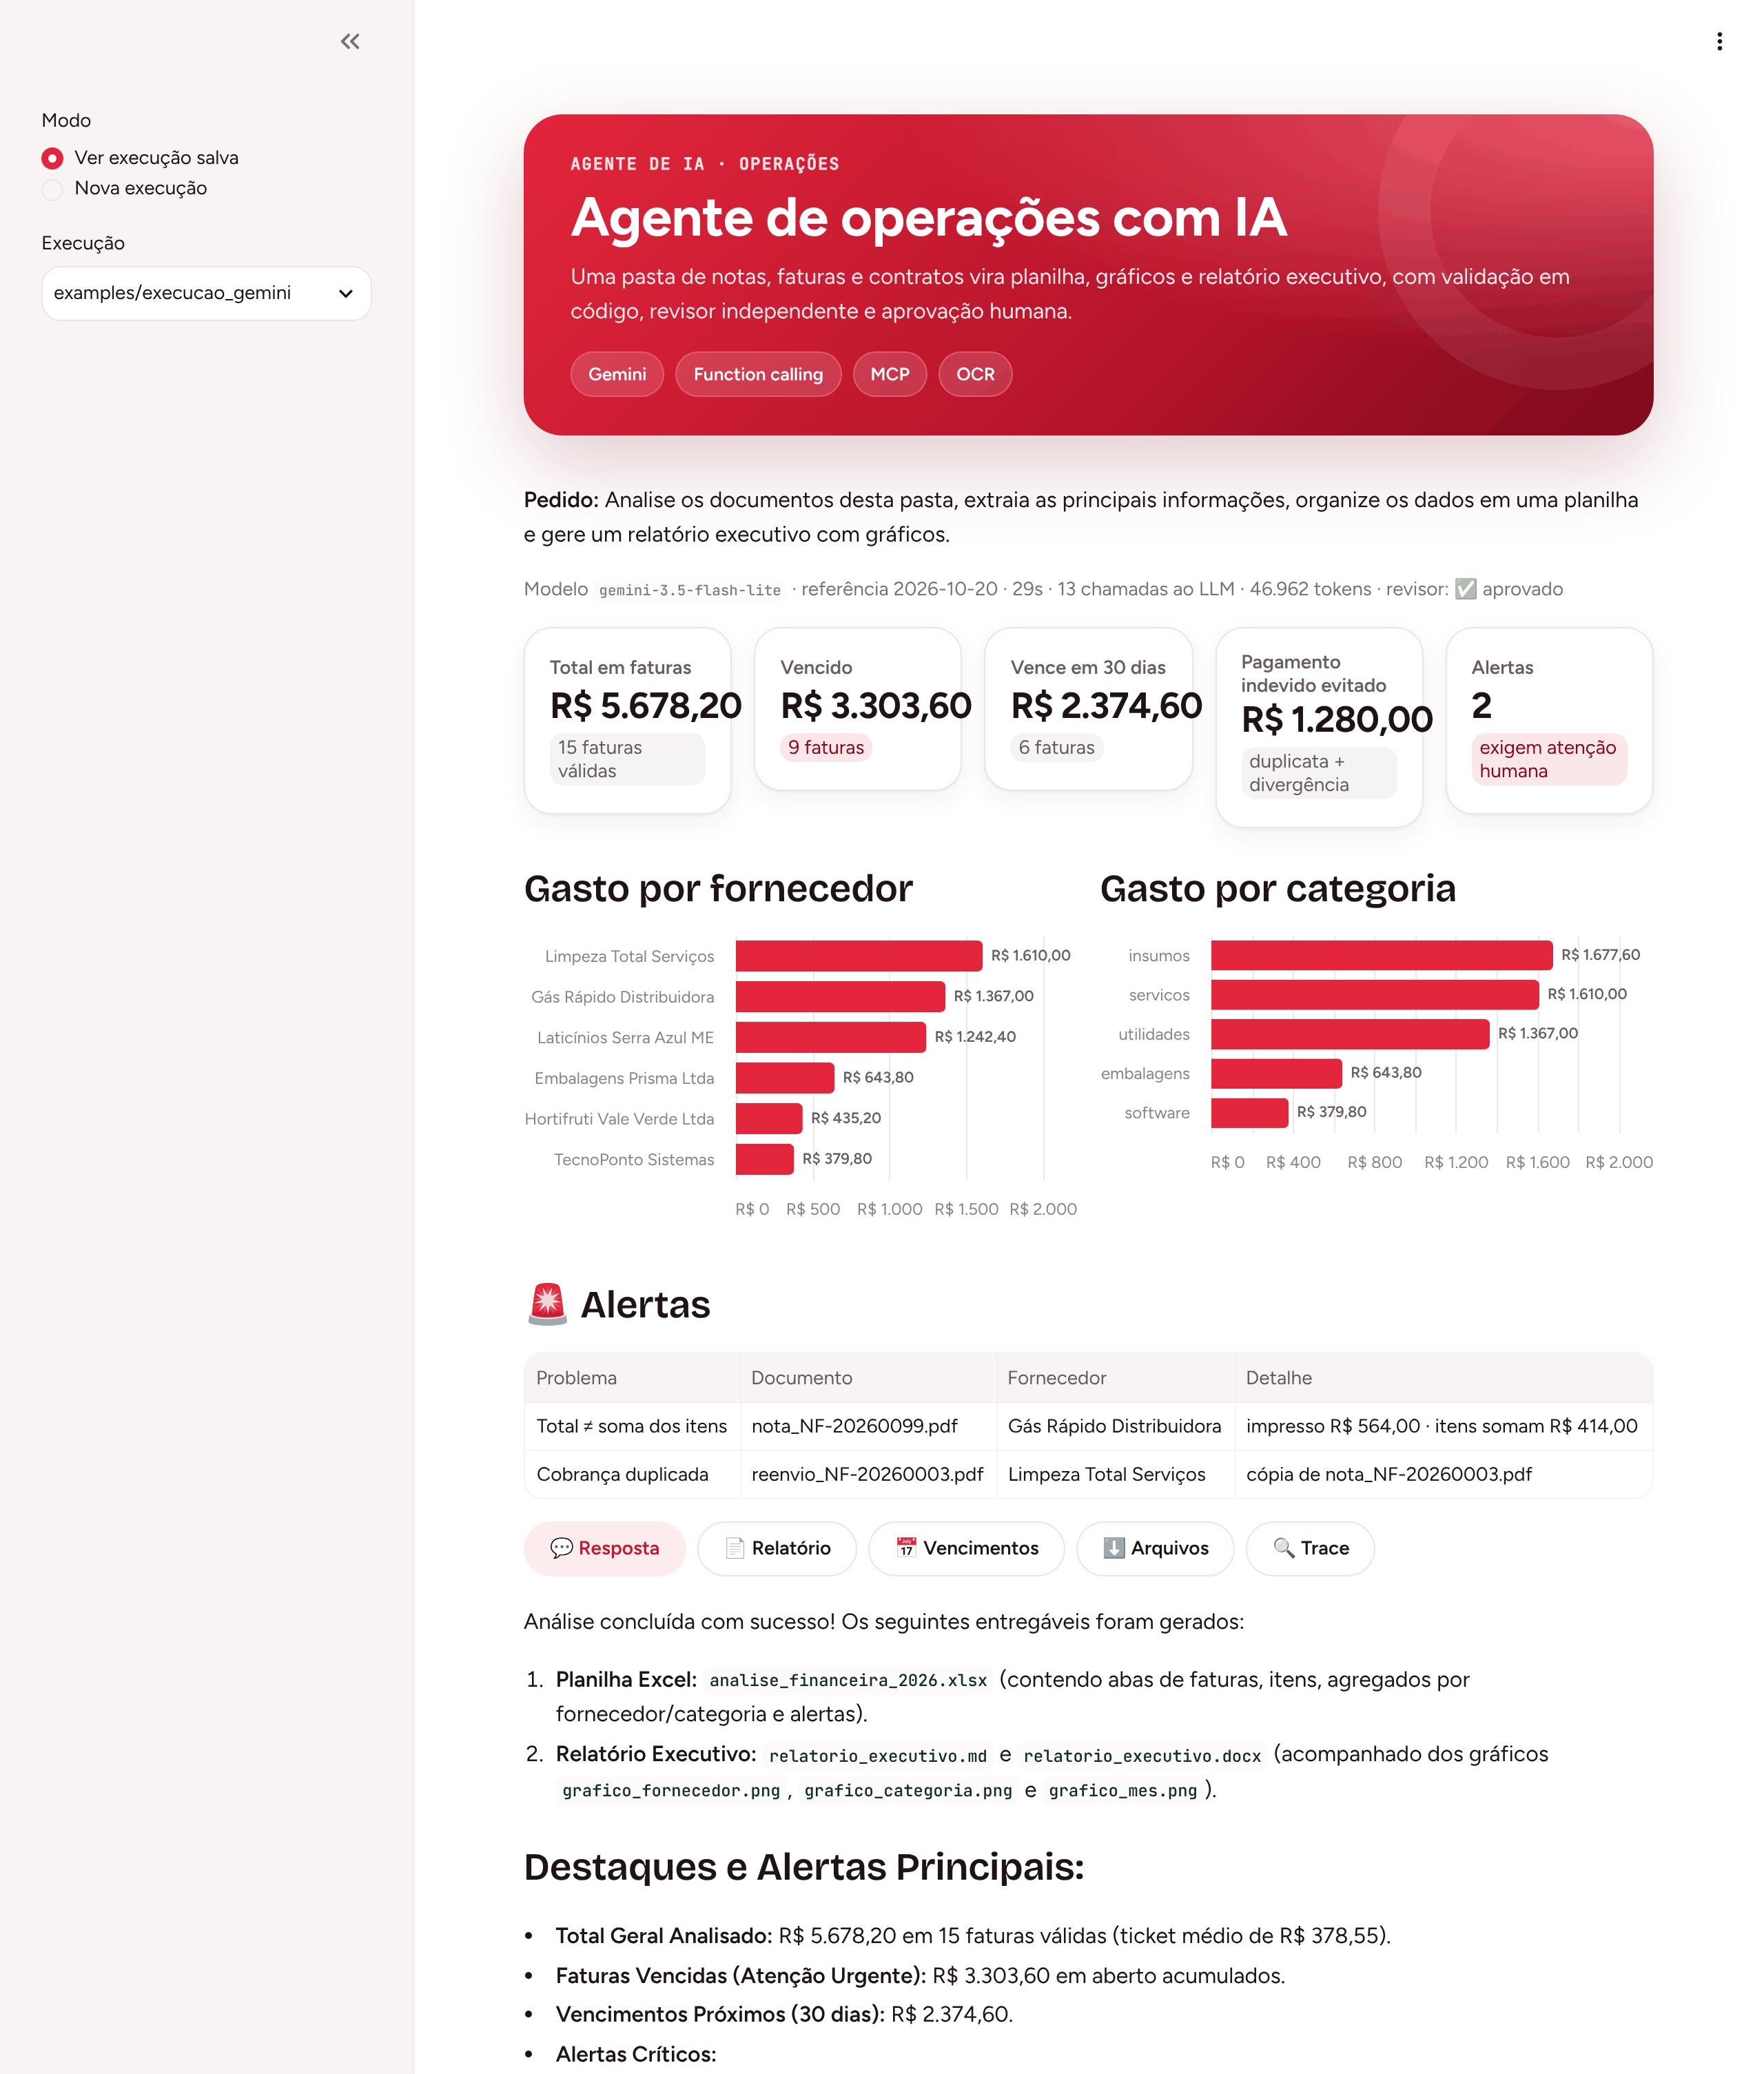 Modo
Ver execução salva
Nova execução
Execução
examples/execucao_gemini
AGENTE DE IA · OPERAÇÕES
Agente de operações com IA
Uma pasta de notas, faturas e contratos vira planilha, gráficos e relatório executivo, com validação em
código, revisor independente e aprovação humana.
Gemini
Function calling
MCP
OCR
Pedido: Analise os documentos desta pasta, extraia as principais informações, organize os dados em uma planilha
e gere um relatório executivo com gráficos.
Modelo gemini-3.5-flash-lite · referência 2026-10-20 · 29s · 13 chamadas ao LLM · 46.962 tokens · revisor: ✅ aprovado
Total em faturas
R$ 5.678,20
15 faturas
válidas
Vencido
R$ 3.303,60
9 faturas
Vence em 30 dias
R$ 2.374,60
6 faturas
Pagamento
indevido evitado
R$ 1.280,00
duplicata +
divergência
Alertas
2
exigem atenção
humana
Gasto por fornecedor
Limpeza Total Serviços R$ 1.610,00
Gás Rápido Distribuidora R$ 1.367,00
Laticínios Serra Azul ME R$ 1.242,40
Embalagens Prisma Ltda R$ 643,80
Hortifruti Vale Verde Ltda R$ 435,20
TecnoPonto Sistemas R$ 379,80
R$ 0 R$ 500 R$ 1.000 R$ 1.500 R$ 2.000
Gasto por categoria
insumos R$ 1.677,60
servicos R$ 1.610,00
utilidades R$ 1.367,00
embalagens R$ 643,80
software R$ 379,80
R$ 0 R$ 400 R$ 800 R$ 1.200 R$ 1.600 R$ 2.000
🚨 Alertas
Problema Documento Fornecedor Detalhe
Total ≠ soma dos itens nota_NF-20260099.pdf Gás Rápido Distribuidora impresso R$ 564,00 · itens somam R$ 414,00
Cobrança duplicada reenvio_NF-20260003.pdf Limpeza Total Serviços cópia de nota_NF-20260003.pdf
💬 Resposta
📄 Relatório
📅 Vencimentos
⬇️ Arquivos
🔍 Trace
Análise concluída com sucesso! Os seguintes entregáveis foram gerados:
1. Planilha Excel: analise_financeira_2026.xlsx (contendo abas de faturas, itens, agregados por
fornecedor/categoria e alertas).
2. Relatório Executivo: relatorio_executivo.md e relatorio_executivo.docx (acompanhado dos gráficos
grafico_fornecedor.png, grafico_categoria.png e grafico_mes.png).
Destaques e Alertas Principais:
• Total Geral Analisado: R$ 5.678,20 em 15 faturas válidas (ticket médio de R$ 378,55).
• Faturas Vencidas (Atenção Urgente): R$ 3.303,60 em aberto acumulados.
• Vencimentos Próximos (30 dias): R$ 2.374,60.
• Alertas Críticos: